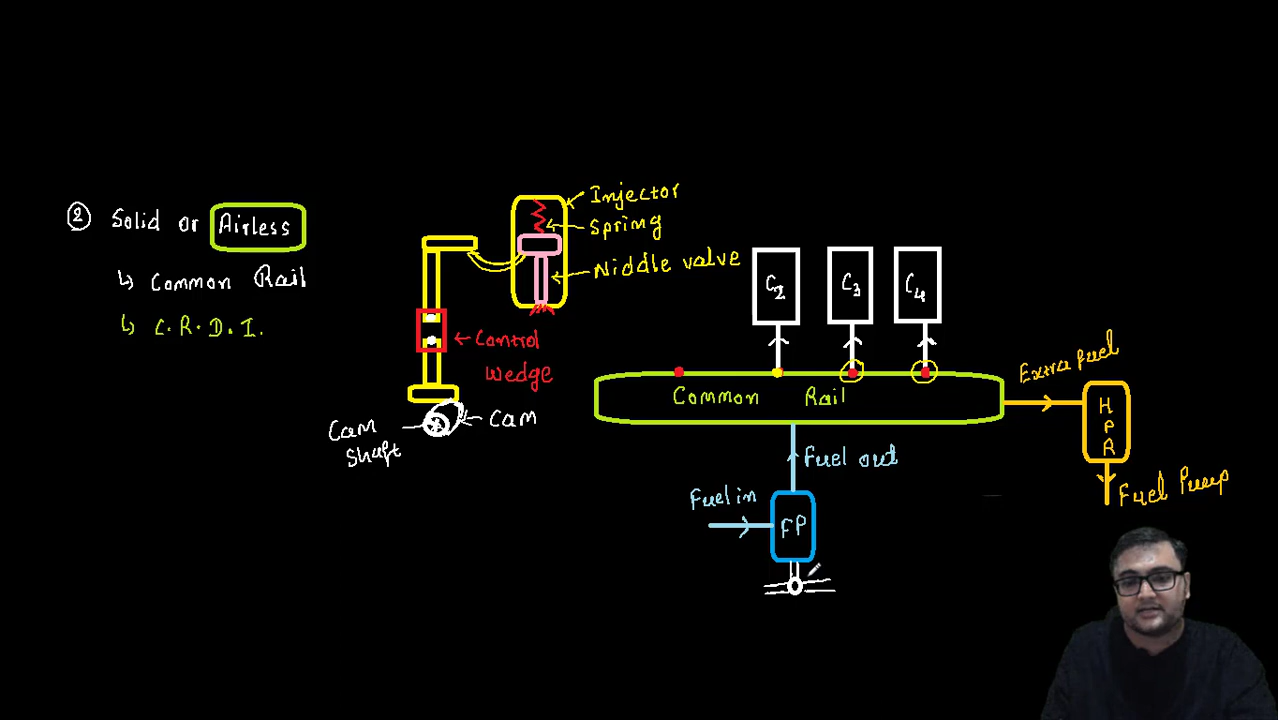 ② Solid or Airless
↳ Common Rail
↳ C.R.D.I.
Injector
Spring
Niddle valve
Control
wedge
Cam
Cam
Shaft
C2
C3
C4
Common Rail
Extra fuel
HPR
Fuel Pump
Fuel out
Fuel in
FP